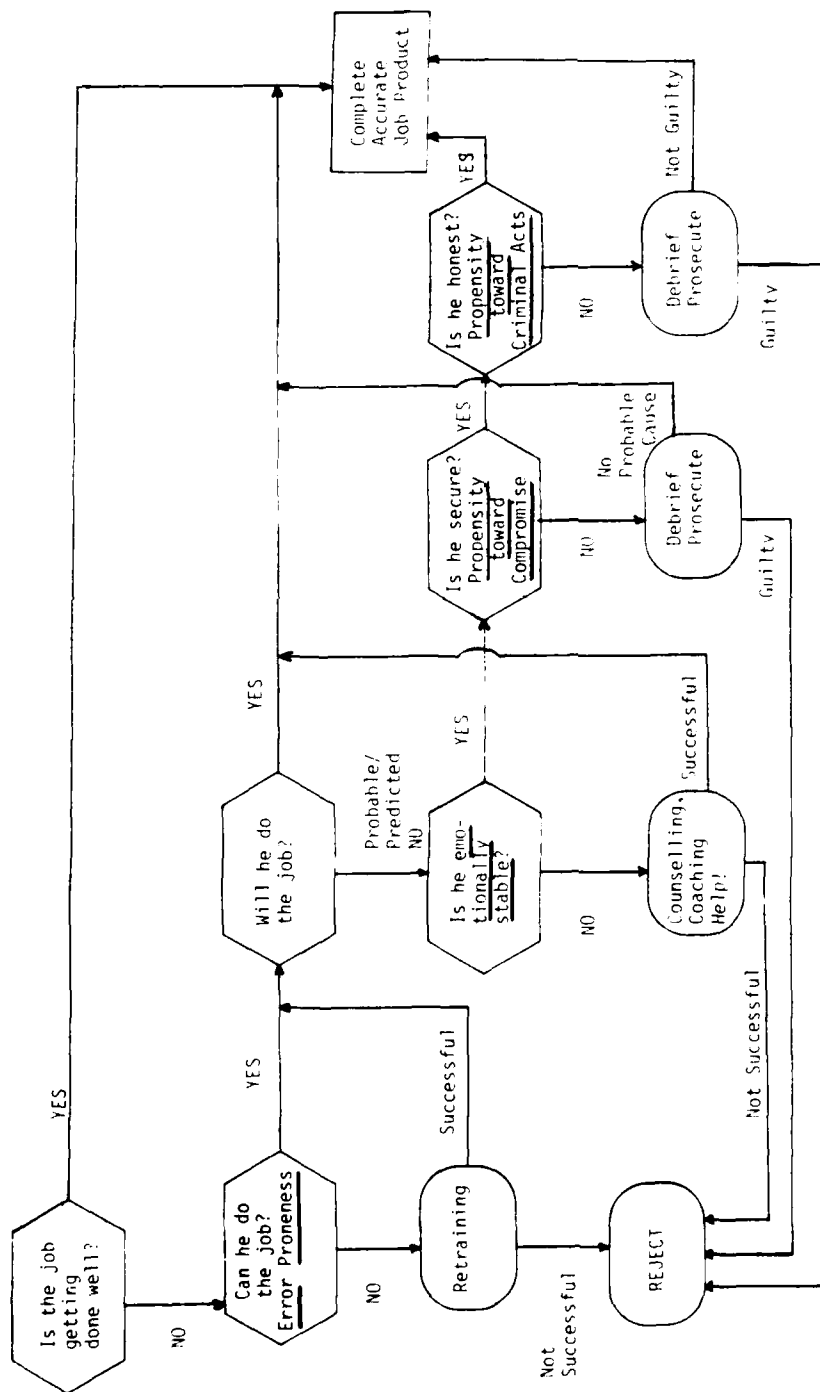 Is the job
getting
done well?
YES
NO
Can he do
the job?
Error Proneness
YES
NO
Retraining
Successful
Not
Successful
REJECT
Will he do
the job?
YES
Probable/
Predicted
NO
Is he emo-
tionally
stable?
YES
NO
Counselling,
Coaching
Help!
Successful
Not Successful
Is he secure?
Propensity
toward
Compromise
YES
NO
No
Probable
Cause
Debrief
Prosecute
Guilty
Is he honest?
Propensity
toward
Criminal Acts
YES
NO
Debrief
Prosecute
Not Guilty
Guilty
Complete
Accurate
Job Product